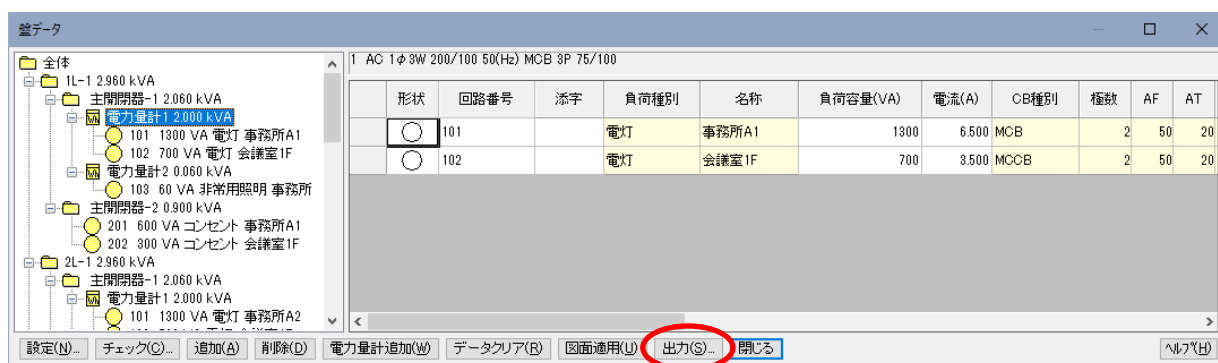 盤データ
全体
1L-1 2.960 kVA
主開閉器-1 2.060 kVA
電力量計1 2.000 kVA
101 1300 VA 電灯 事務所A1
102 700 VA 電灯 会議室1F
電力量計2 0.060 kVA
103 60 VA 非常用照明 事務所
主開閉器-2 0.900 kVA
201 600 VA コンセント 事務所A1
202 300 VA コンセント 会議室1F
2L-1 2.960 kVA
主開閉器-1 2.060 kVA
電力量計1 2.000 kVA
101 1300 VA 電灯 事務所A2
1 AC 1φ3W 200/100 50(Hz) MCB 3P 75/100
形状 回路番号 添字 負荷種別 名称 負荷容量(VA) 電流(A) CB種別 極数 AF AT
101 電灯 事務所A1 1300 6.500 MCB 2 50 20
102 電灯 会議室1F 700 3.500 MCCB 2 50 20
設定(N)... チェック(C)... 追加(A) 削除(D) 電力量計追加(W) データクリア(R) 図面適用(U) 出力(S)... 閉じる ヘルプ(H)